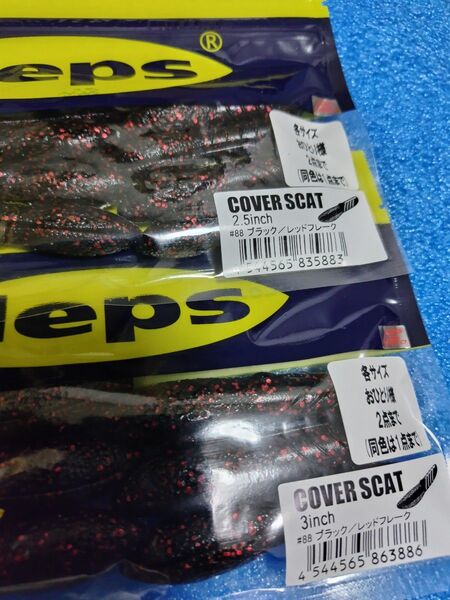 eps
®
各サイズ
おひとり様
2点まで
(同色は1点まで)
COVER SCAT
2.5inch
#88 ブラック/レッドフレーク
4 544565 835883
deps
各サイズ
おひとり様
2点まで
(同色は1点まで)
COVER SCAT
3inch
#88 ブラック/レッドフレーク
4 544565 863886